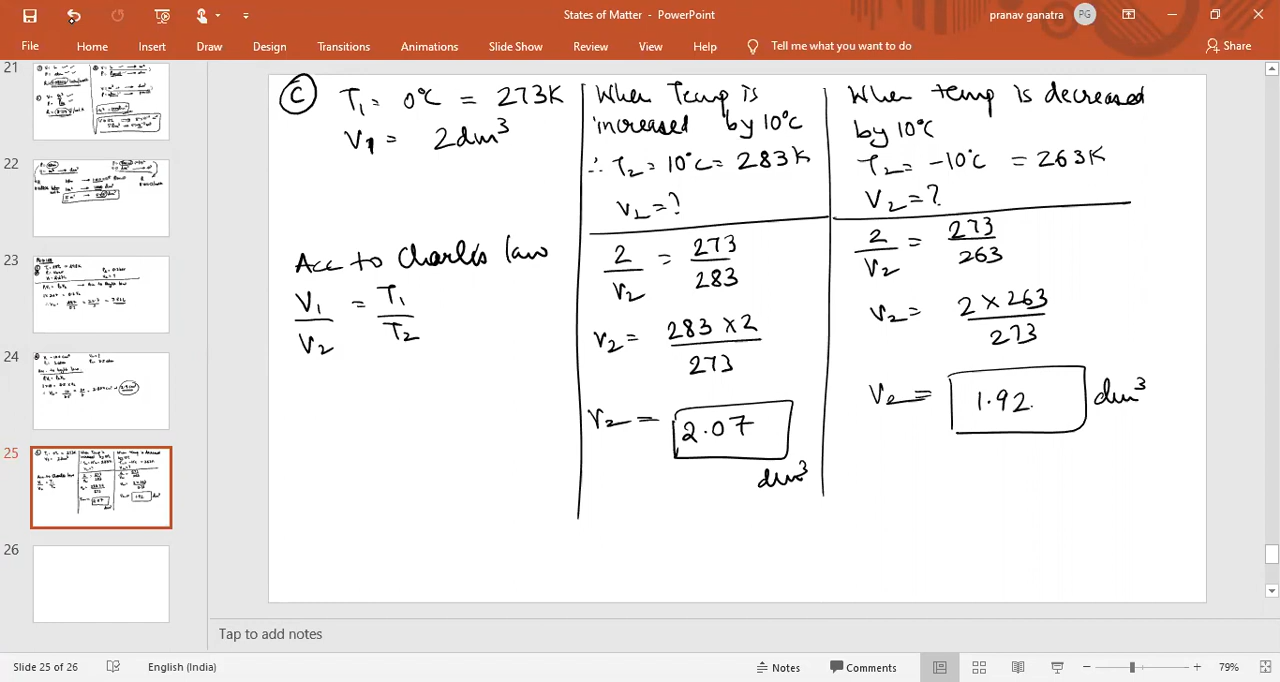 States of Matter - PowerPoint
pranav ganatra
PG
File Home Insert Draw Design Transitions Animations Slide Show Review View Help Tell me what you want to do Share
21
22
23
24
25
26
C
T1 = 0°C = 273K
V1 = 2dm³
Acc to Charle's law
V1/V2 = T1/T2
When Temp is
increased by 10°C
∴ T2 = 10°C = 283K
V2 = ?
2/V2 = 273/283
V2 = 283 × 2/273
V2 = 2.07
dm³
When temp is decreased
by 10°C
T2 = -10°C = 263K
V2 = ?
2/V2 = 273/263
V2 = 2 × 263/273
V2 = 1.92 dm³
Tap to add notes
Slide 25 of 26 English (India) Notes Comments 79%